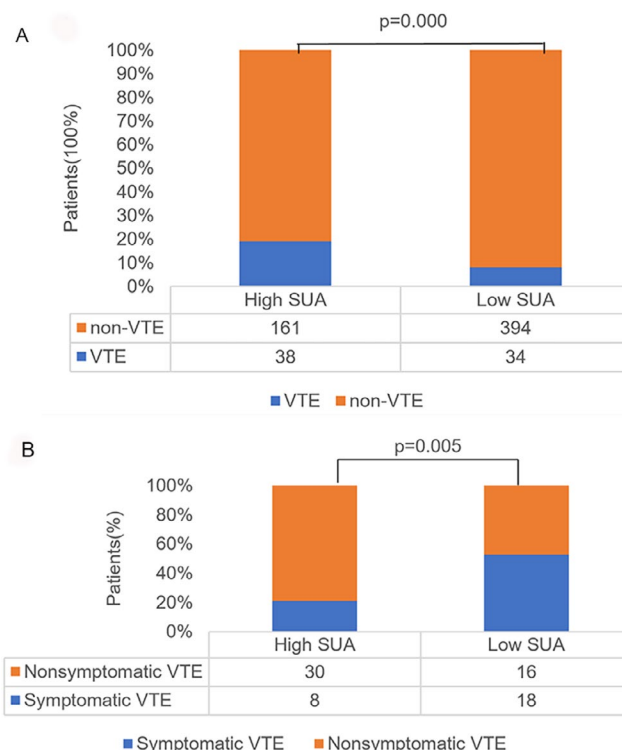 A
p=0.000
Patients(100%)
100%
90%
80%
70%
60%
50%
40%
30%
20%
10%
0%
High SUA Low SUA
non-VTE 161 394
VTE 38 34
VTE non-VTE
B
p=0.005
Patients(%)
100%
80%
60%
40%
20%
0%
High SUA Low SUA
Nonsymptomatic VTE 30 16
Symptomatic VTE 8 18
Symptomatic VTE Nonsymptomatic VTE